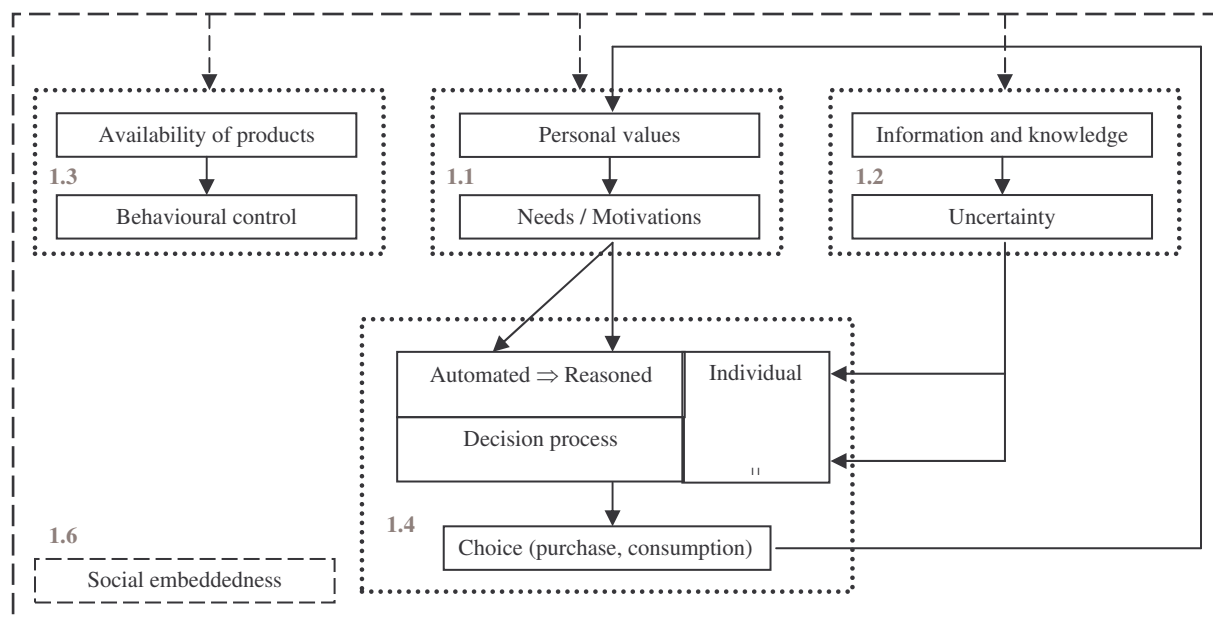 Availability of products
1.3
Behavioural control
Personal values
1.1
Needs / Motivations
Information and knowledge
1.2
Uncertainty
Automated ⇒ Reasoned
Individual
Decision process
1.4
Choice (purchase, consumption)
1.6
Social embeddedness